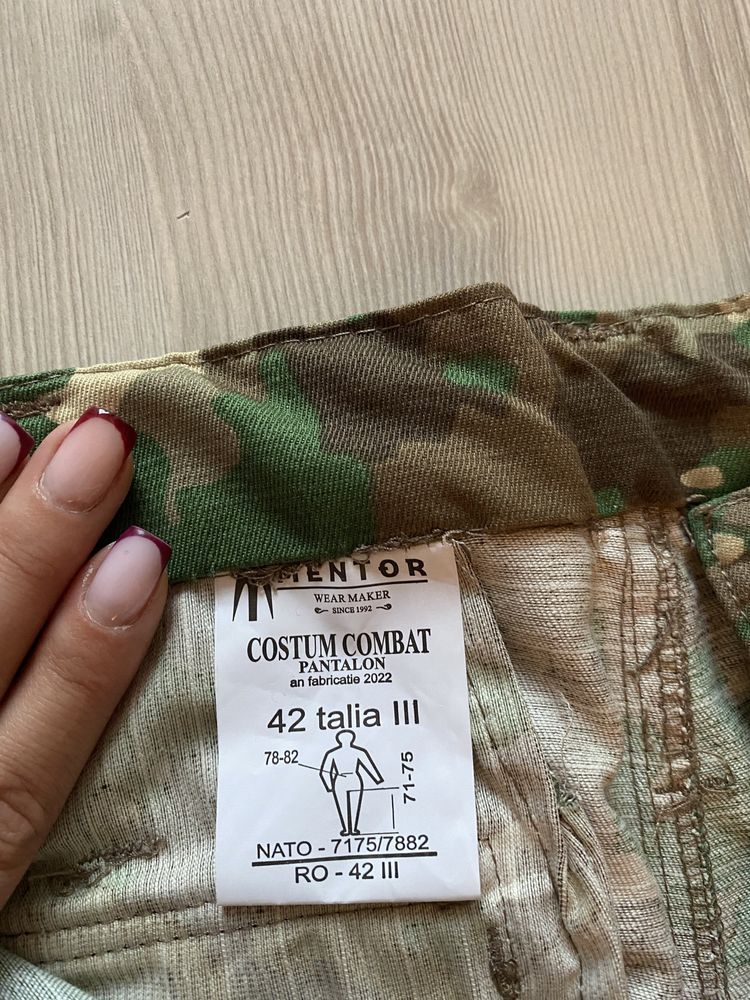 MENTOR
WEAR MAKER
SINCE 1992
COSTUM COMBAT
PANTALON
an fabricatie 2022
42 talia III
78-82
71-75
NATO - 7175/7882
RO - 42 III